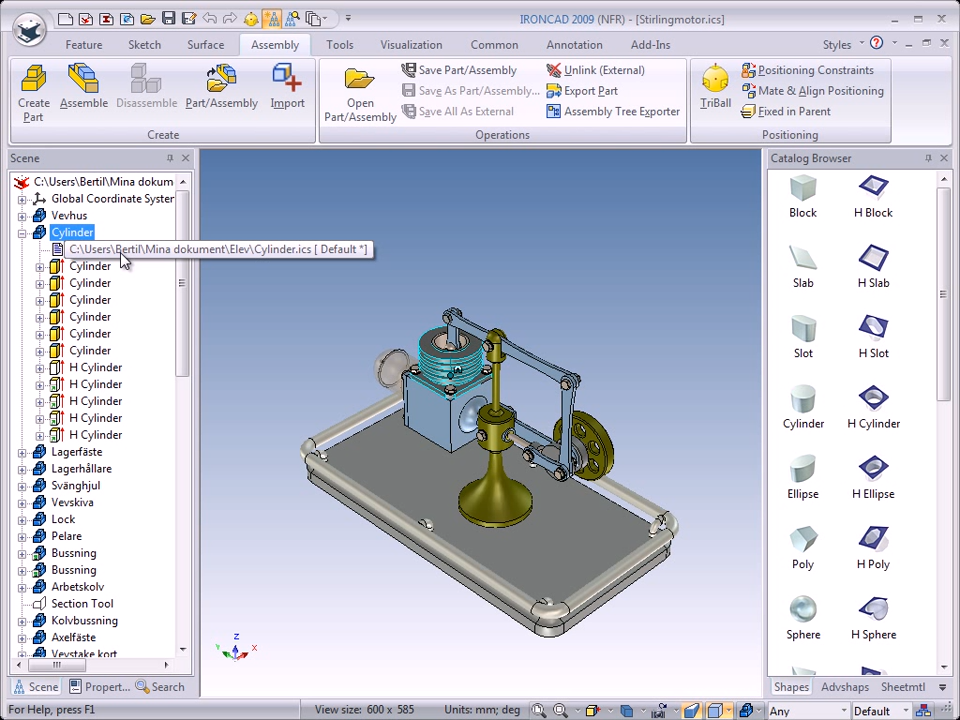 IRONCAD 2009 (NFR) - [Stirlingmotor.ics]
Feature Sketch Surface Assembly Tools Visualization Common Annotation Add-Ins Styles
Create Part
Assemble
Disassemble
Part/Assembly
Import
Create
Open Part/Assembly
Save Part/Assembly
Save As Part/Assembly...
Save All As External
Unlink (External)
Export Part
Assembly Tree Exporter
Operations
TriBall
Positioning Constraints
Mate & Align Positioning
Fixed in Parent
Positioning
Scene
C:\Users\Bertil\Mina dokum
Global Coordinate System
Vevhus
Cylinder
C:\Users\Bertil\Mina dokument\Elev\Cylinder.ics [ Default *]
Cylinder
Cylinder
Cylinder
Cylinder
Cylinder
Cylinder
H Cylinder
H Cylinder
H Cylinder
H Cylinder
H Cylinder
Lagerfäste
Lagerhållare
Svänghjul
Vevskiva
Lock
Pelare
Bussning
Bussning
Arbetskolv
Section Tool
Kolvbussning
Axelfäste
Vevstake kort
Scene Propert... Search
Z
Y
X
Catalog Browser
Block H Block
Slab H Slab
Slot H Slot
Cylinder H Cylinder
Ellipse H Ellipse
Poly H Poly
Sphere H Sphere
Shapes Advshaps Sheetmtl
For Help, press F1
View size: 600 x 585
Units: mm; deg
Any
Default